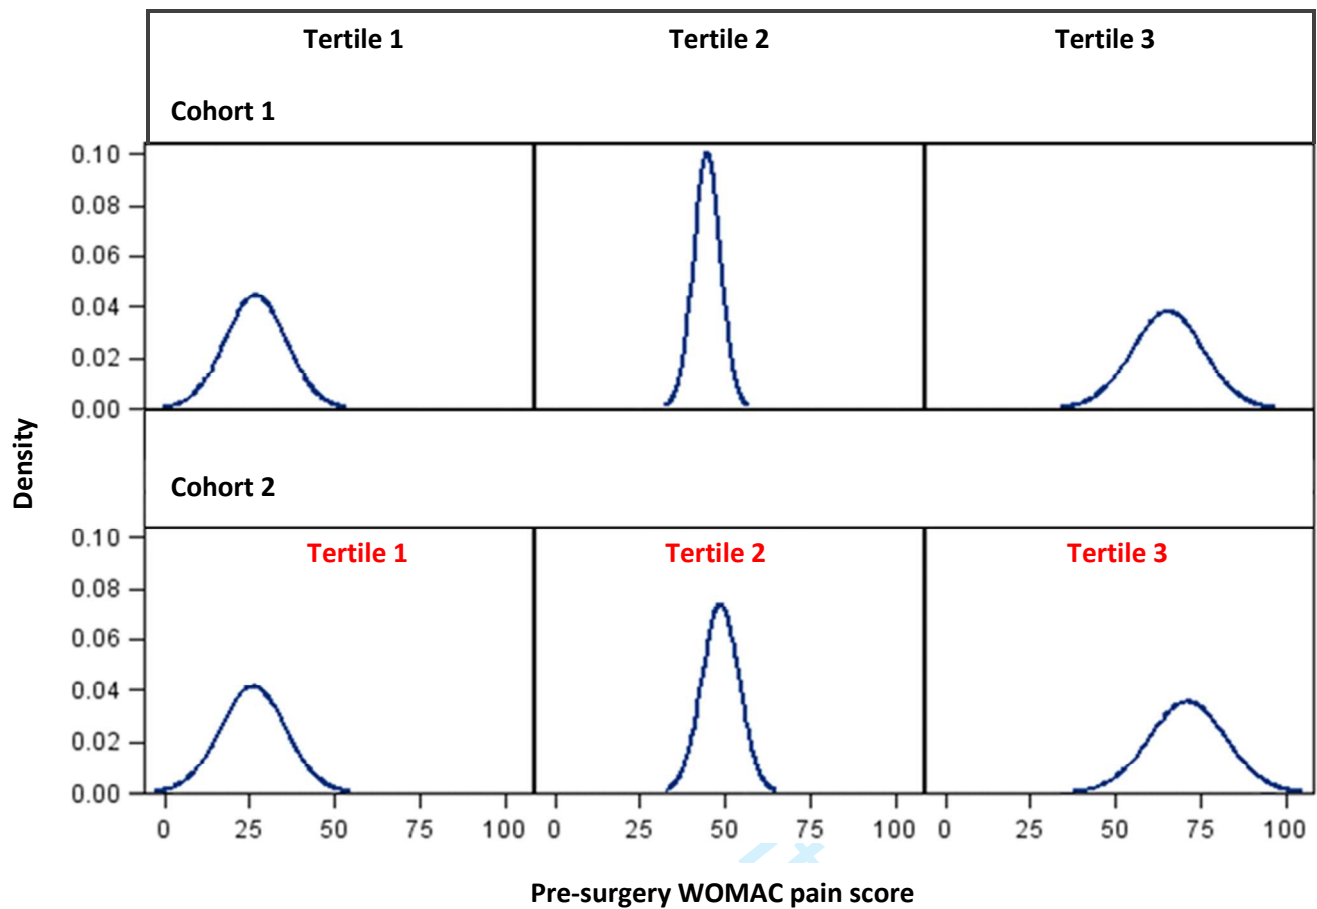 Tertile 1 Tertile 2 Tertile 3
Cohort 1
0.10
0.08
0.06
0.04
0.02
0.00
Density
Cohort 2
Tertile 1 Tertile 2 Tertile 3
0.10
0.08
0.06
0.04
0.02
0.00
0 25 50 75 100 0 25 50 75 100 0 25 50 75 100
Pre-surgery WOMAC pain score